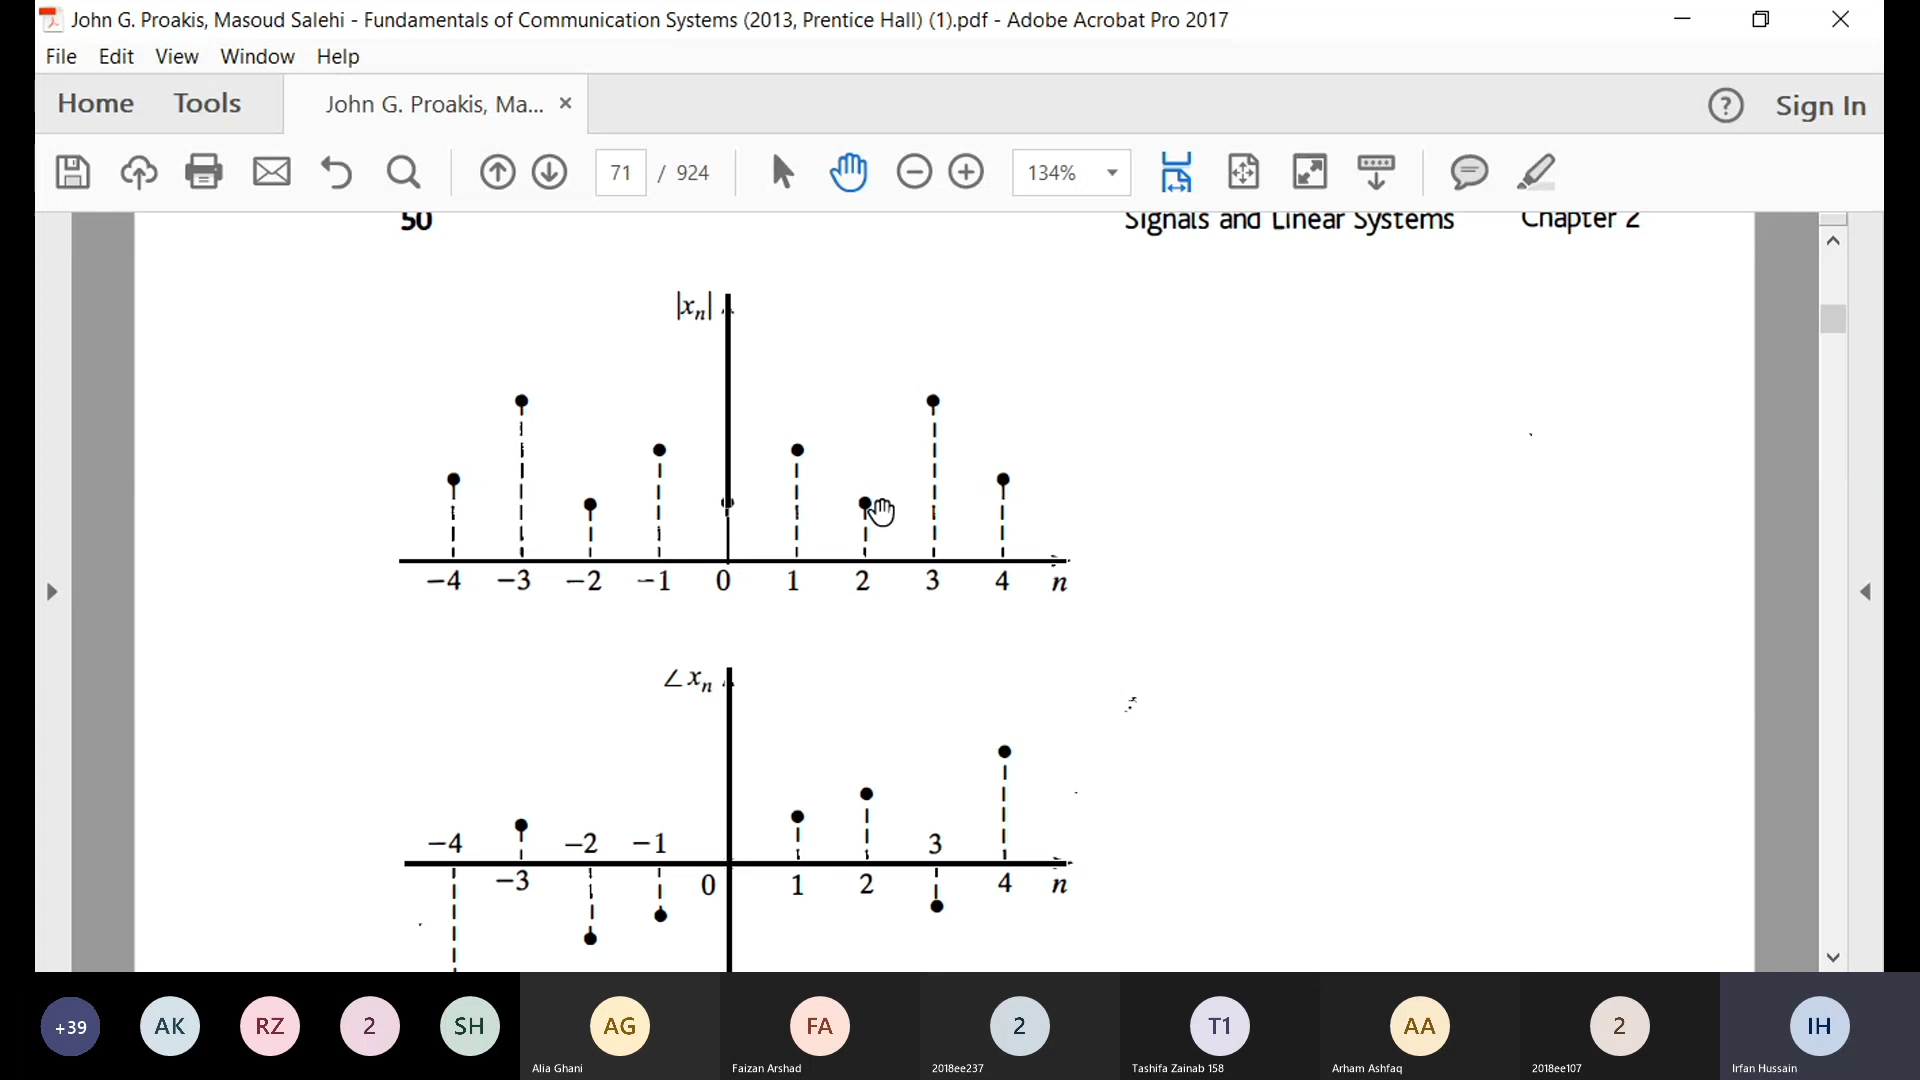 John G. Proakis, Masoud Salehi - Fundamentals of Communication Systems (2013, Prentice Hall) (1).pdf - Adobe Acrobat Pro 2017
File Edit View Window Help
Home Tools John G. Proakis, Ma... × ? Sign In
71 / 924 134%
50 Signals and Linear Systems Chapter 2
|xn|
−4 −3 −2 −1 0 1 2 3 4 n
∠xn
−4 −2 −1 3
−3 0 1 2 4 n
+39 AK RZ 2 SH AG FA 2 T1 AA 2 IH
Alia Ghani Faizan Arshad 2018ee237 Tashifa Zainab 158 Arham Ashfaq 2018ee107 Irfan Hussain